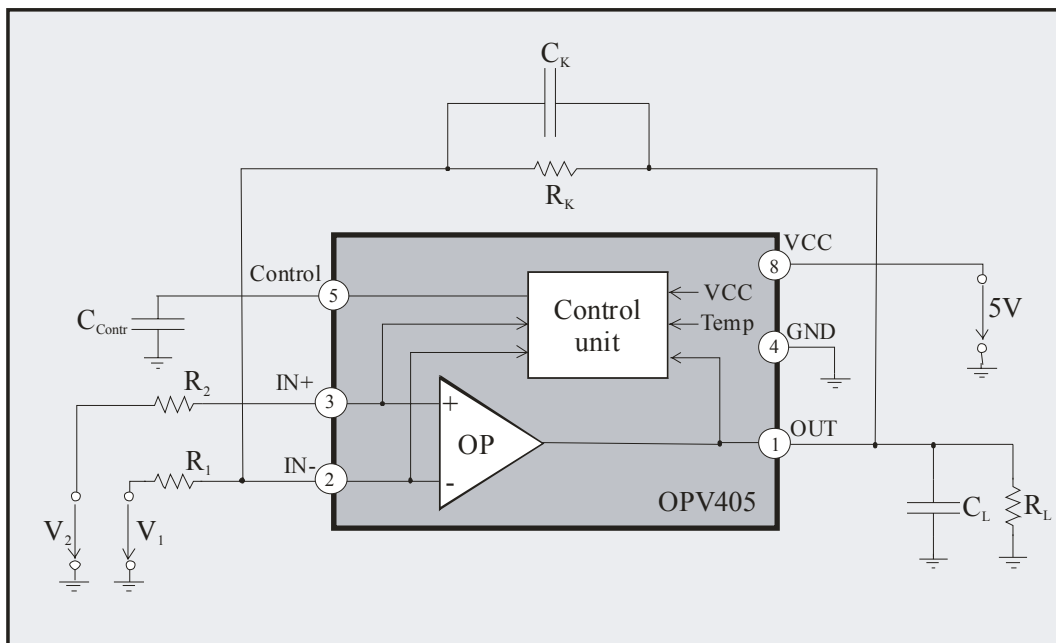 C_K
R_K
VCC
8
Control
5
VCC
5V
Control
unit
Temp
C_Contr
GND
4
R_2
IN+
3
+
OP
OUT
1
R_1
IN-
2
-
OPV405
C_L
R_L
V_2
V_1